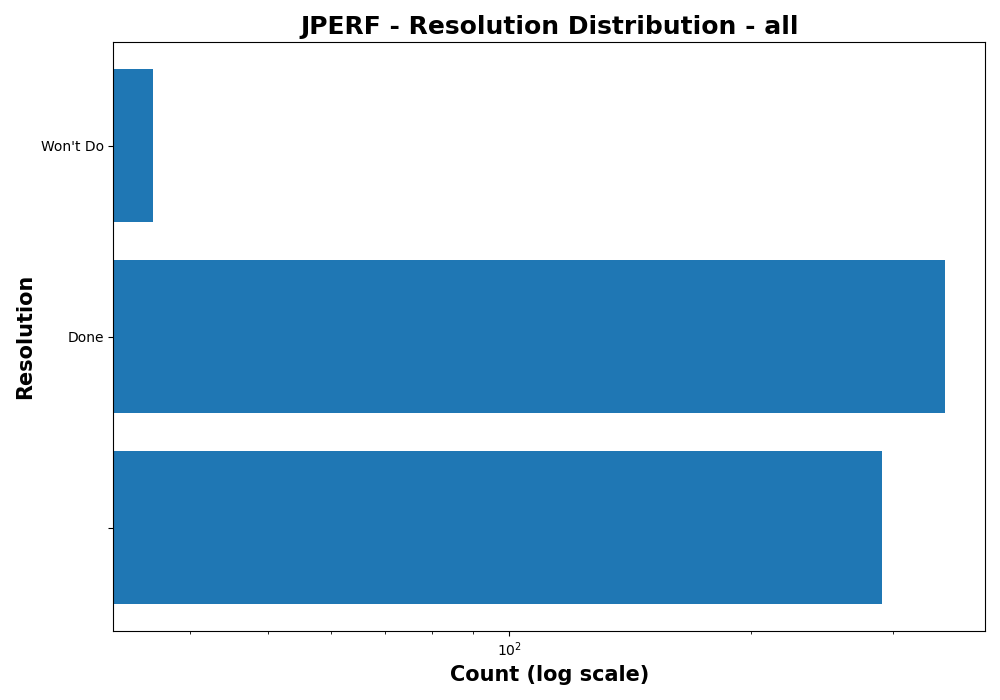 JPERF - Resolution Distribution - all
Won't Do
Done
Resolution
10²
Count (log scale)